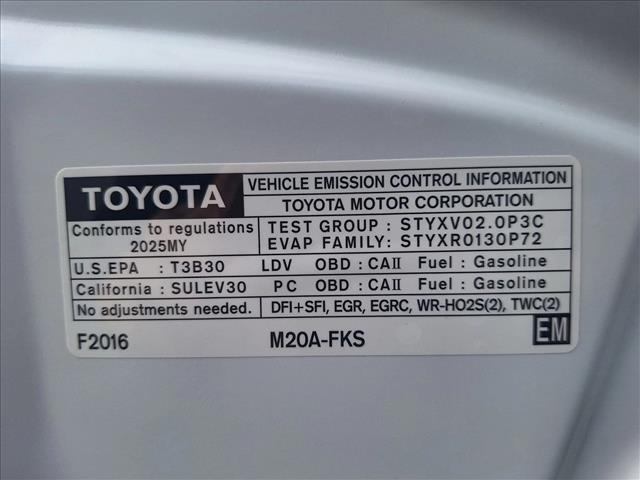 TOYOTA
VEHICLE EMISSION CONTROL INFORMATION
TOYOTA MOTOR CORPORATION
Conforms to regulations
2025MY
TEST GROUP : STYXV02.0P3C
EVAP FAMILY: STYXR0130P72
U.S.EPA : T3B30 LDV OBD : CAII Fuel : Gasoline
California : SULEV30 PC OBD : CAII Fuel : Gasoline
No adjustments needed. DFI+SFI, EGR, EGRC, WR-HO2S(2), TWC(2)
F2016 M20A-FKS EM